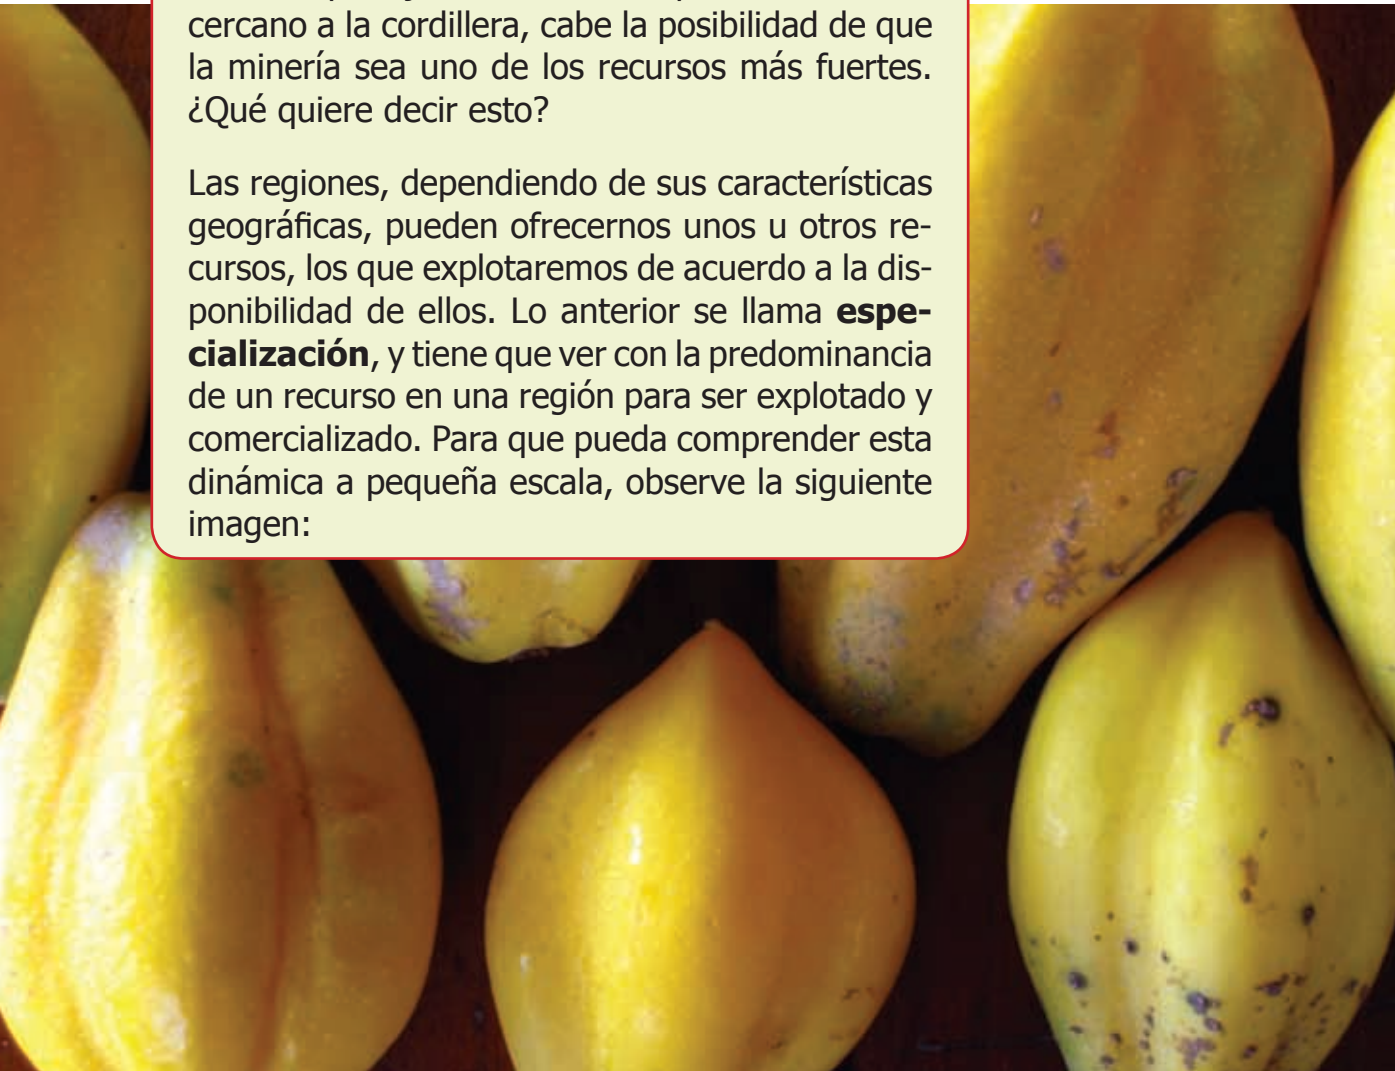 cercano a la cordillera, cabe la posibilidad de que
la minería sea uno de los recursos más fuertes.
¿Qué quiere decir esto?
Las regiones, dependiendo de sus características
geográficas, pueden ofrecernos unos u otros re-
cursos, los que explotaremos de acuerdo a la dis-
ponibilidad de ellos. Lo anterior se llama espe-
cialización, y tiene que ver con la predominancia
de un recurso en una región para ser explotado y
comercializado. Para que pueda comprender esta
dinámica a pequeña escala, observe la siguiente
imagen: